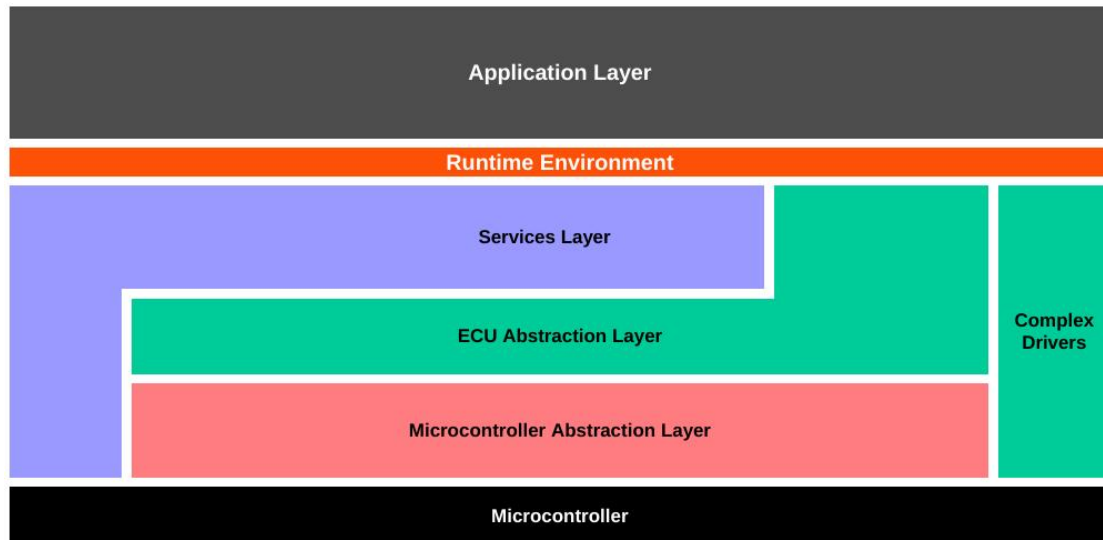 Application Layer
Runtime Environment
Services Layer
ECU Abstraction Layer
Complex
Drivers
Microcontroller Abstraction Layer
Microcontroller